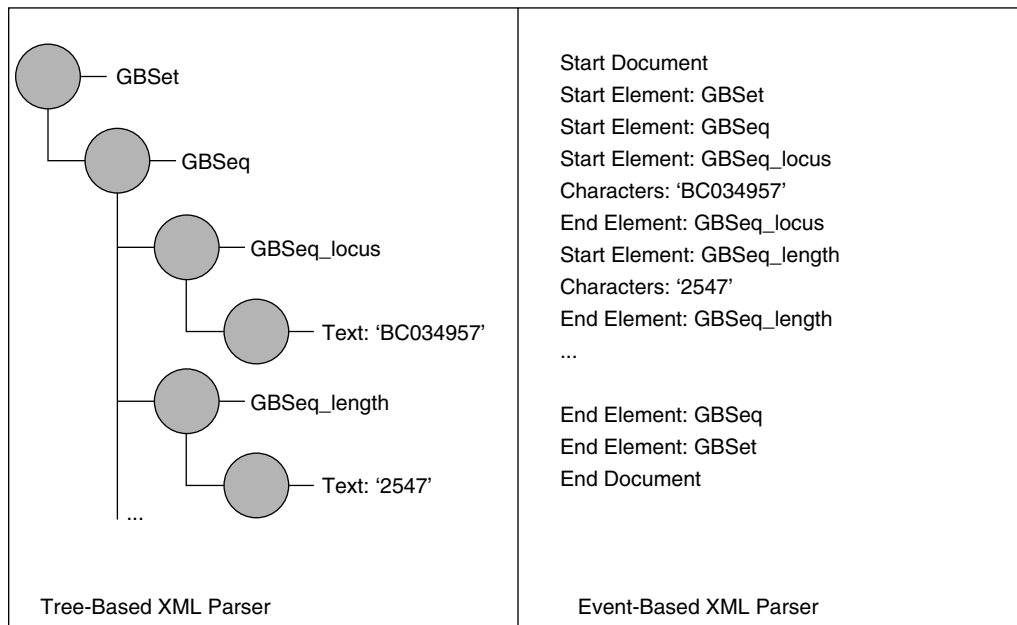 GBSet
GBSeq
GBSeq_locus
Text: ‘BC034957’
GBSeq_length
Text: ‘2547’
...
Tree-Based XML Parser
Start Document
Start Element: GBSet
Start Element: GBSeq
Start Element: GBSeq_locus
Characters: ‘BC034957’
End Element: GBSeq_locus
Start Element: GBSeq_length
Characters: ‘2547’
End Element: GBSeq_length
...
End Element: GBSeq
End Element: GBSet
End Document
Event-Based XML Parser